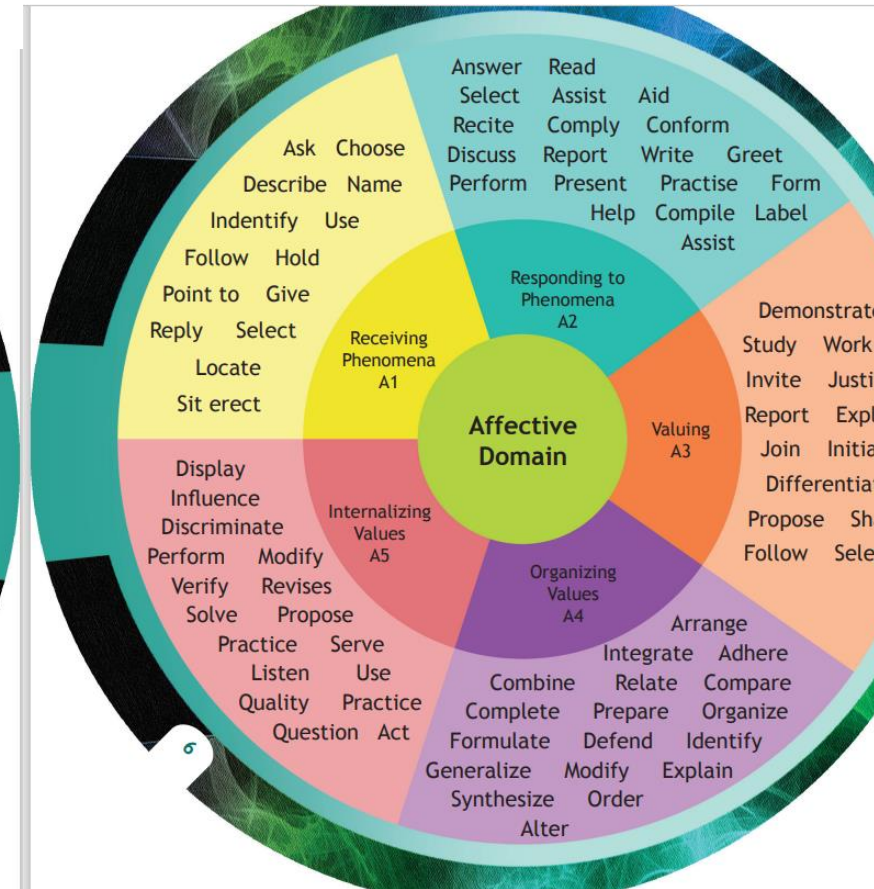 Answer Read
Select Assist Aid
Recite Comply Conform
Discuss Report Write Greet
Perform Present Practise Form
Help Compile Label
Assist
Responding to
Phenomena
A2
Ask Choose
Describe Name
Indentify Use
Follow Hold
Point to Give
Reply Select
Locate
Sit erect
Receiving
Phenomena
A1
Affective
Domain
Valuing
A3
Demonstrate
Study Work
Invite
Report
Join
Propose
Follow
Internalizing
Values
A5
Display
Influence
Discriminate
Perform Modify
Verify Revises
Solve Propose
Practice Serve
Listen Use
Quality Practice
Question Act
Organizing
Values
A4
Arrange
Integrate Adhere
Combine Relate Compare
Complete Prepare Organize
Formulate Defend Identify
Generalize Modify Explain
Synthesize Order
Alter
6